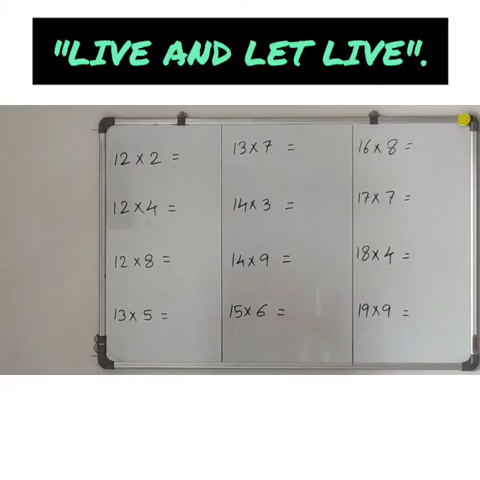 "LIVE AND LET LIVE".
12 × 2 =
12 × 4 =
12 × 8 =
13 × 5 =
13 × 7 =
14 × 3 =
14 × 9 =
15 × 6 =
16 × 8 =
17 × 7 =
18 × 4 =
19 × 9 =